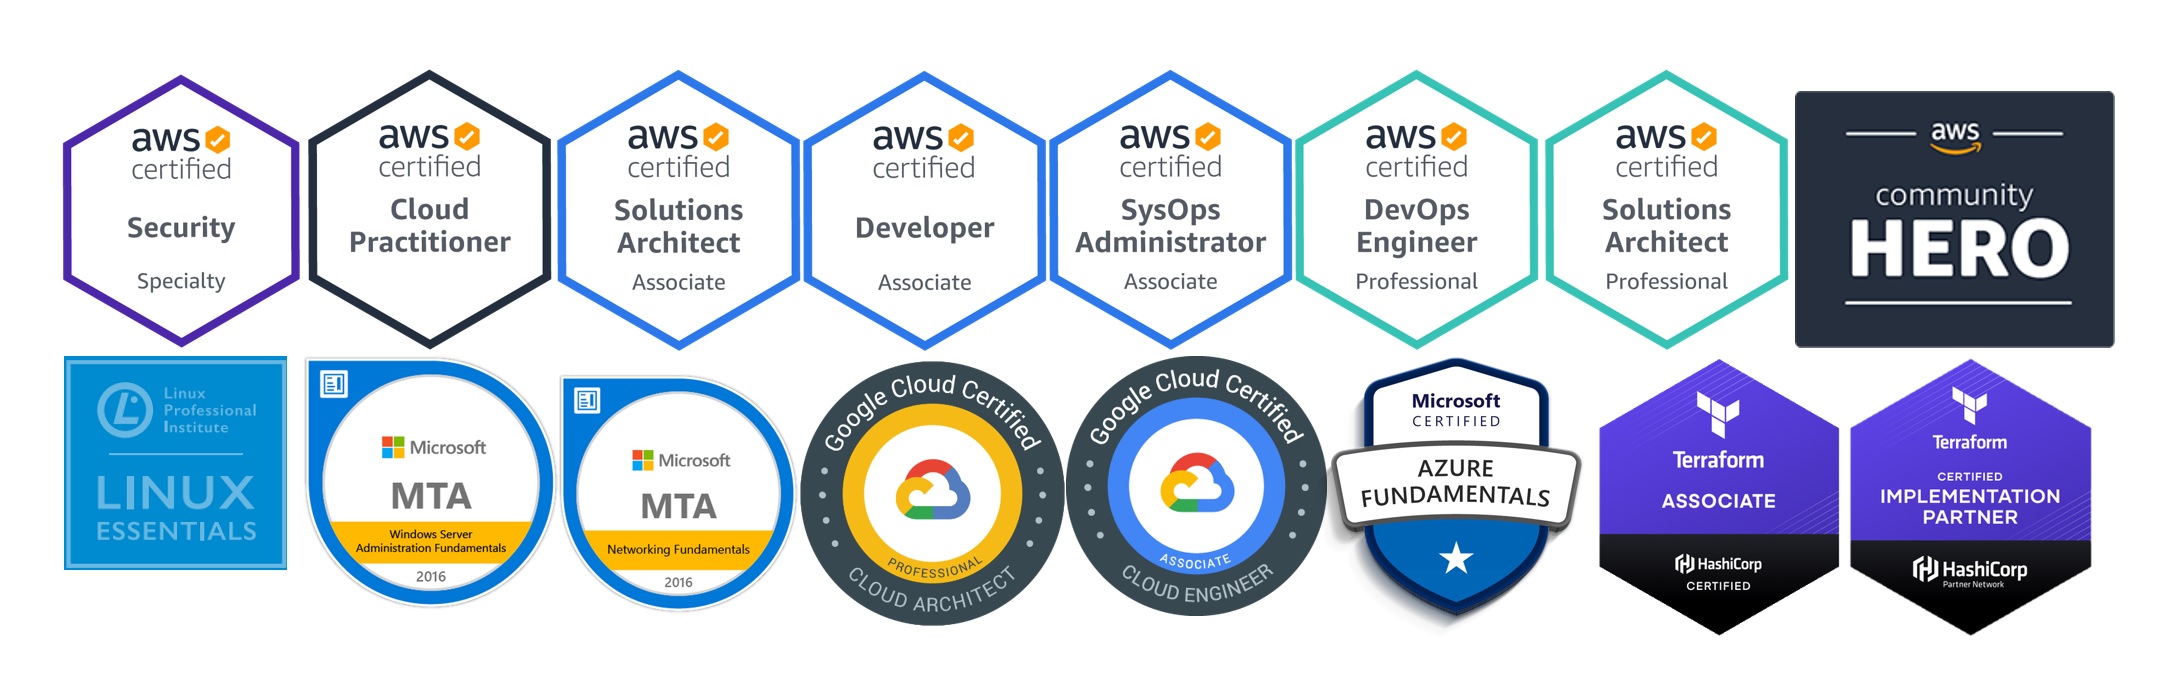 aws
certified
Security
Specialty
aws
certified
Cloud
Practitioner
aws
certified
Solutions
Architect
Associate
aws
certified
Developer
Associate
aws
certified
SysOps
Administrator
Associate
aws
certified
DevOps
Engineer
Professional
aws
certified
Solutions
Architect
Professional
aws
community
HERO
Linux
Professional
Institute
LINUX
ESSENTIALS
Microsoft
MTA
Windows Server
Administration Fundamentals
2016
Microsoft
MTA
Networking Fundamentals
2016
Google Cloud Certified
PROFESSIONAL
CLOUD ARCHITECT
Google Cloud Certified
ASSOCIATE
CLOUD ENGINEER
Microsoft
CERTIFIED
AZURE
FUNDAMENTALS
Terraform
ASSOCIATE
HashiCorp
CERTIFIED
Terraform
CERTIFIED
IMPLEMENTATION
PARTNER
HashiCorp
Partner Network